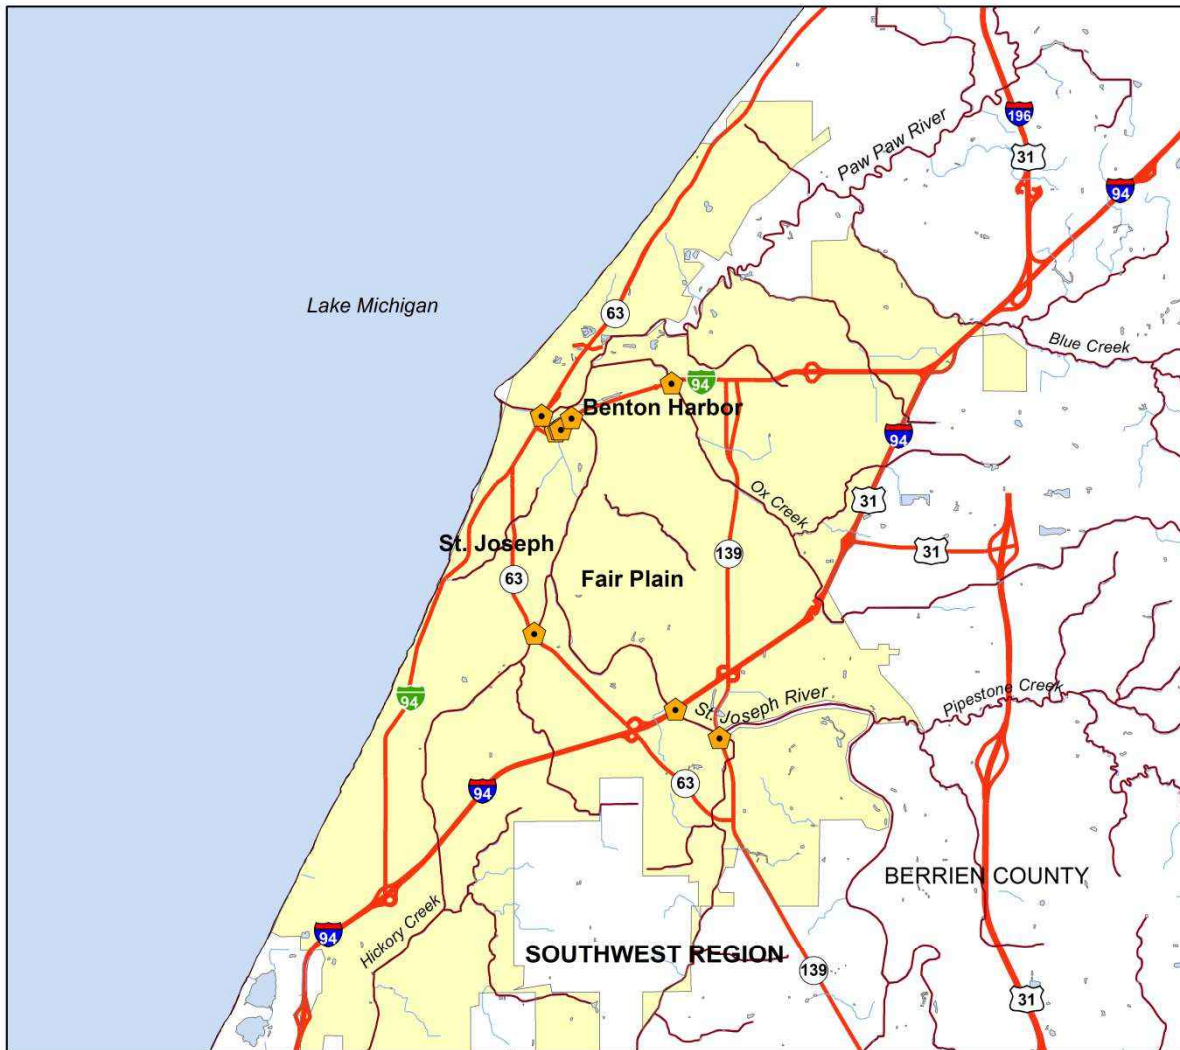 196
Paw Paw River
31
94
Lake Michigan
63
Blue Creek
94
Benton Harbor
94
31
Ox Creek
St. Joseph
139
31
63
Fair Plain
94
St. Joseph River
Pipestone Creek
63
94
BERRIEN COUNTY
Hickory Creek
94
SOUTHWEST REGION
139
31